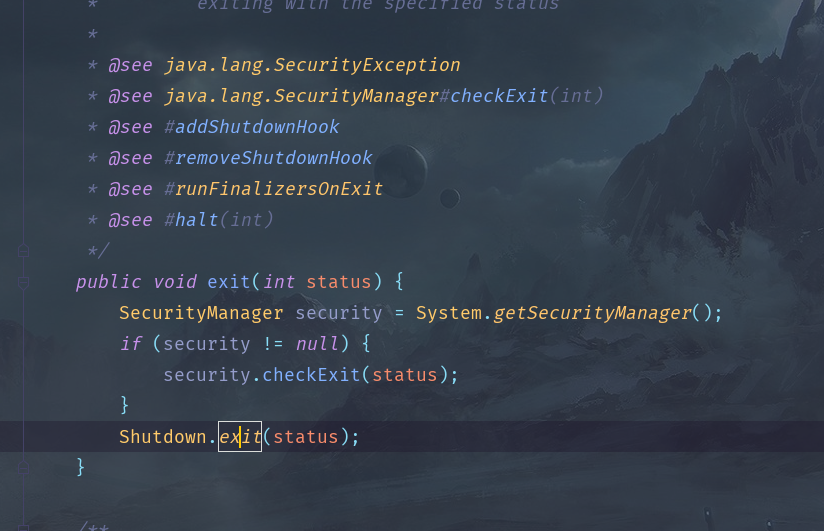 * exiting with the specified status
*
* @see java.lang.SecurityException
* @see java.lang.SecurityManager#checkExit(int)
* @see #addShutdownHook
* @see #removeShutdownHook
* @see #runFinalizersOnExit
* @see #halt(int)
*/
public void exit(int status) {
SecurityManager security = System.getSecurityManager();
if (security != null) {
security.checkExit(status);
}
Shutdown.exit(status);
}
/**